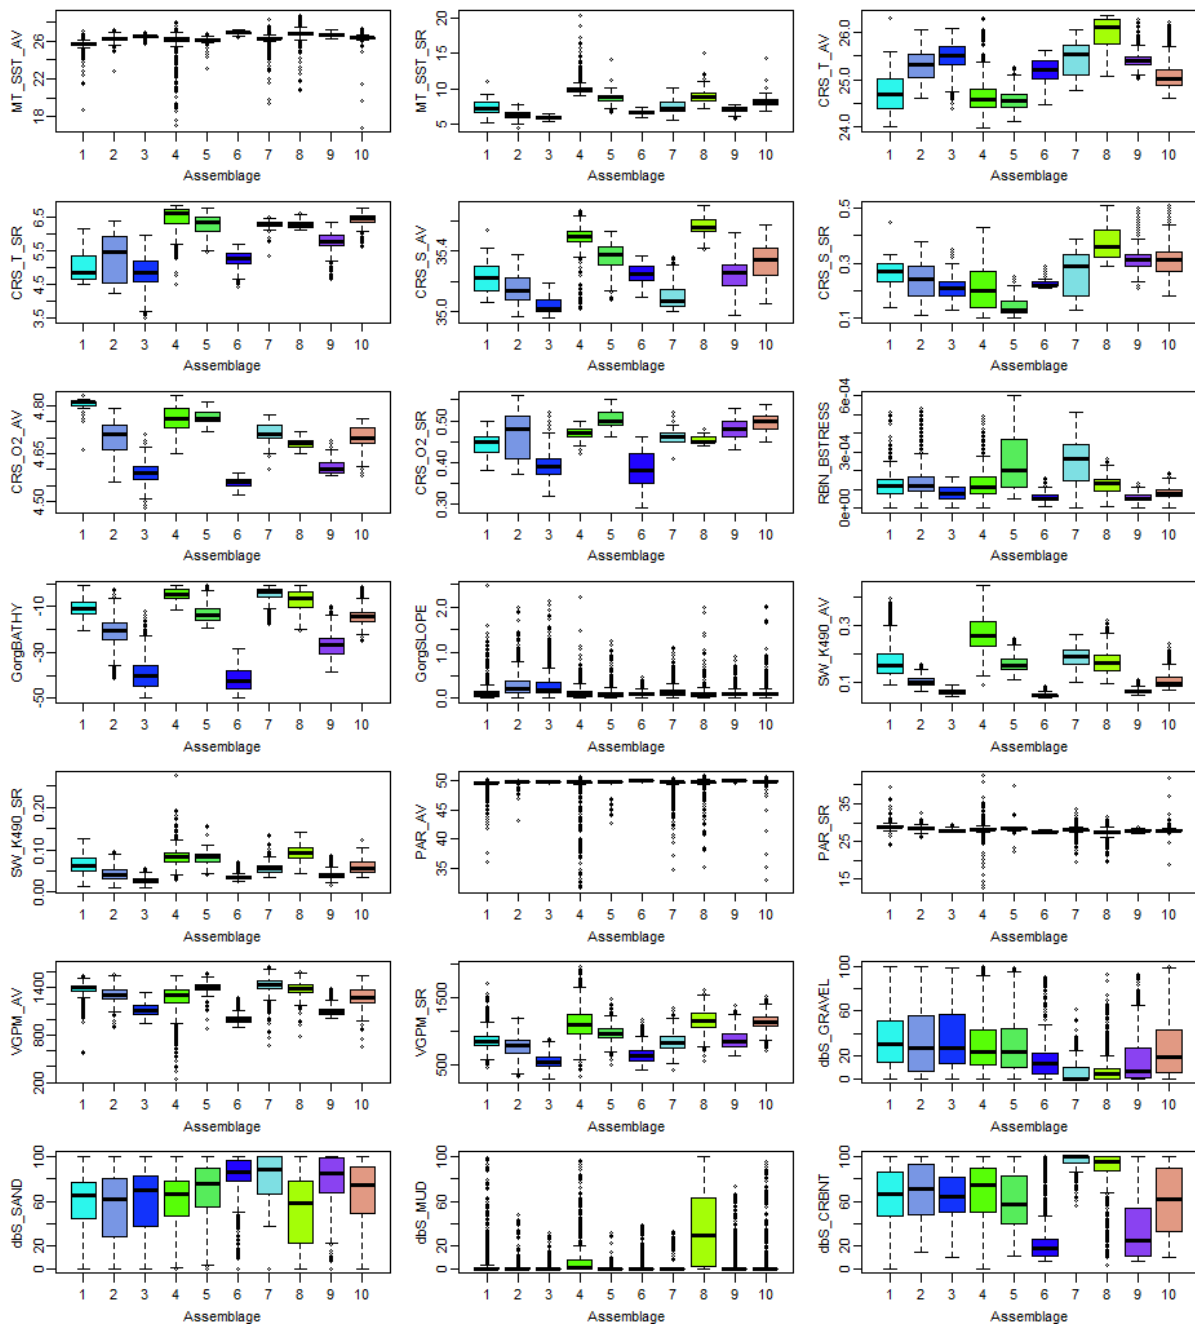 MT_SST_AV
18 22 26
1 2 3 4 5 6 7 8 9 10
Assemblage
MT_SST_SR
5 10 15 20
1 2 3 4 5 6 7 8 9 10
Assemblage
CRS_T_AV
24.0 25.0 26.0
1 2 3 4 5 6 7 8 9 10
Assemblage
CRS_T_SR
3.5 4.5 5.5 6.5
1 2 3 4 5 6 7 8 9 10
Assemblage
CRS_S_AV
35.0 35.4
1 2 3 4 5 6 7 8 9 10
Assemblage
CRS_S_SR
0.1 0.3 0.5
1 2 3 4 5 6 7 8 9 10
Assemblage
CRS_O2_AV
4.50 4.65 4.80
1 2 3 4 5 6 7 8 9 10
Assemblage
CRS_O2_SR
0.30 0.40 0.50
1 2 3 4 5 6 7 8 9 10
Assemblage
RBN_BSTRESS
0e+00 3e-04 6e-04
1 2 3 4 5 6 7 8 9 10
Assemblage
GorgBATHY
-50 -30 -10
1 2 3 4 5 6 7 8 9 10
Assemblage
GorgSLOPE
0.0 1.0 2.0
1 2 3 4 5 6 7 8 9 10
Assemblage
SW_K490_AV
0.1 0.3
1 2 3 4 5 6 7 8 9 10
Assemblage
SW_K490_SR
0.00 0.10 0.20
1 2 3 4 5 6 7 8 9 10
Assemblage
PAR_AV
35 40 45 50
1 2 3 4 5 6 7 8 9 10
Assemblage
PAR_SR
15 25 35
1 2 3 4 5 6 7 8 9 10
Assemblage
VGPM_AV
200 800 1400
1 2 3 4 5 6 7 8 9 10
Assemblage
VGPM_SR
500 1500
1 2 3 4 5 6 7 8 9 10
Assemblage
dbS_GRAVEL
0 20 60 100
1 2 3 4 5 6 7 8 9 10
Assemblage
dbS_SAND
0 20 60 100
1 2 3 4 5 6 7 8 9 10
Assemblage
dbS_MUD
0 20 60 100
1 2 3 4 5 6 7 8 9 10
Assemblage
dbS_CRBNT
0 20 60 100
1 2 3 4 5 6 7 8 9 10
Assemblage